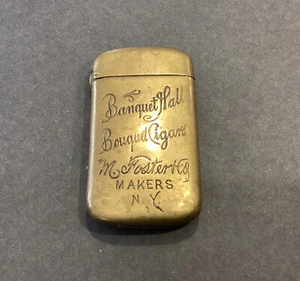 Banquet Hall
Bouquet Cigars
M. Foster & Co
MAKERS
N.Y.